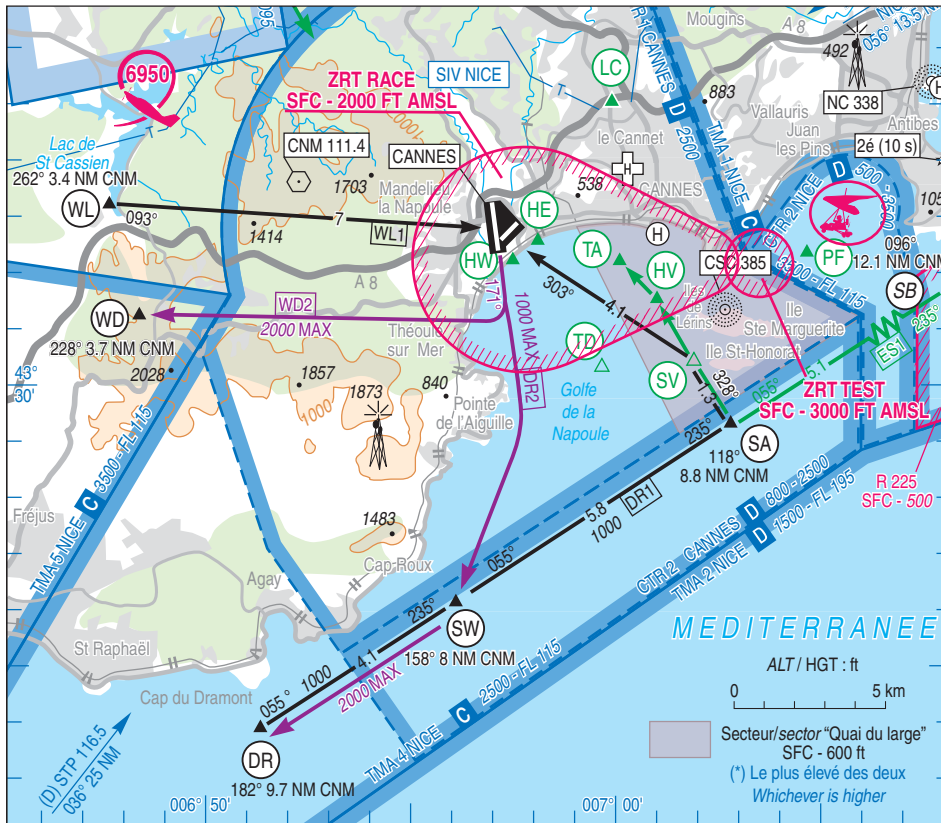 6950
ZRT RACE
SFC - 2000 FT AMSL
SIV NICE
LC
Mougins
A 8
492
NC 338
056° 13.5
R 1 CANNES D 2500
TMA 1 NICE C
883
Vallauris
Juan
les Pins
Antibes
2é (10 s)
Lac de
St Cassien
262° 3.4 NM CNM
WL
093°
7
WL1
CNM 111.4
1703
1414
Mandelieu
la Napoule
CANNES
le Cannet
538
CANNES
H
HE
HW
TA
HV
CTR 2 NICE D 500 - 3500
3500-FL 115
PF
105
096°
12.1 NM CNM
SB
235°
ES1
CSC 385
Iles
de Lérins
Ile
Ste Marguerite
Ile St-Honorat
A 8
WD
228° 3.7 NM CNM
WD2
2000 MAX
171°
1000 MAX
DR2
303°
4.1
Théoule
sur Mer
TD
SV
328°
1.3
055°
5.1
ZRT TEST
SFC - 3000 FT AMSL
43
30'
2028
1857
1000
1873
840
Pointe
de l'Aiguille
Golfe
de la
Napoule
235°
SA
118°
8.8 NM CNM
R 225
SFC - 500
TMA 5 NICE C 3500 - FL 115
Fréjus
1483
Cap-Roux
5.8
1000
DR1
055°
CTR 2 CANNES D 800 - 2500
TMA 2 NICE D 1500 - FL 195
Agay
St Raphaël
235°
SW
158° 8 NM CNM
MEDITERRANEE
Cap du Dramont
055°
1000
4.1
2000 MAX
TMA 4 NICE C 2500 - FL 115
DR
182° 9.7 NM CNM
(D) STP 116.5
036° 25 NM
ALT / HGT : ft
0
5 km
Secteur/sector “Quai du large”
SFC - 600 ft
(*) Le plus élevé des deux
Whichever is higher
006° 50'
007° 00